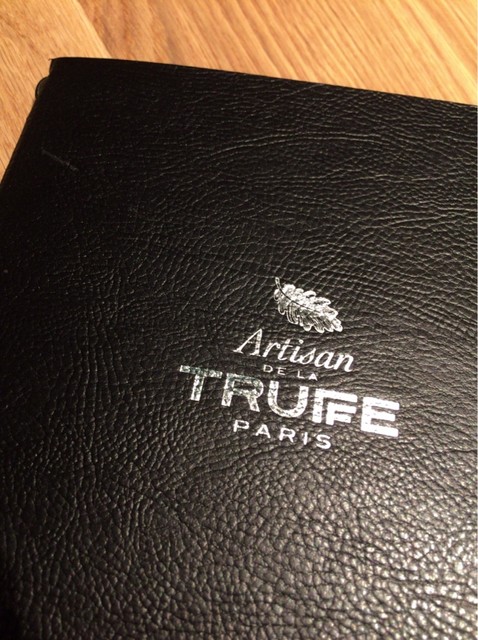 Artisan
DE LA
TRUFFE
PARIS